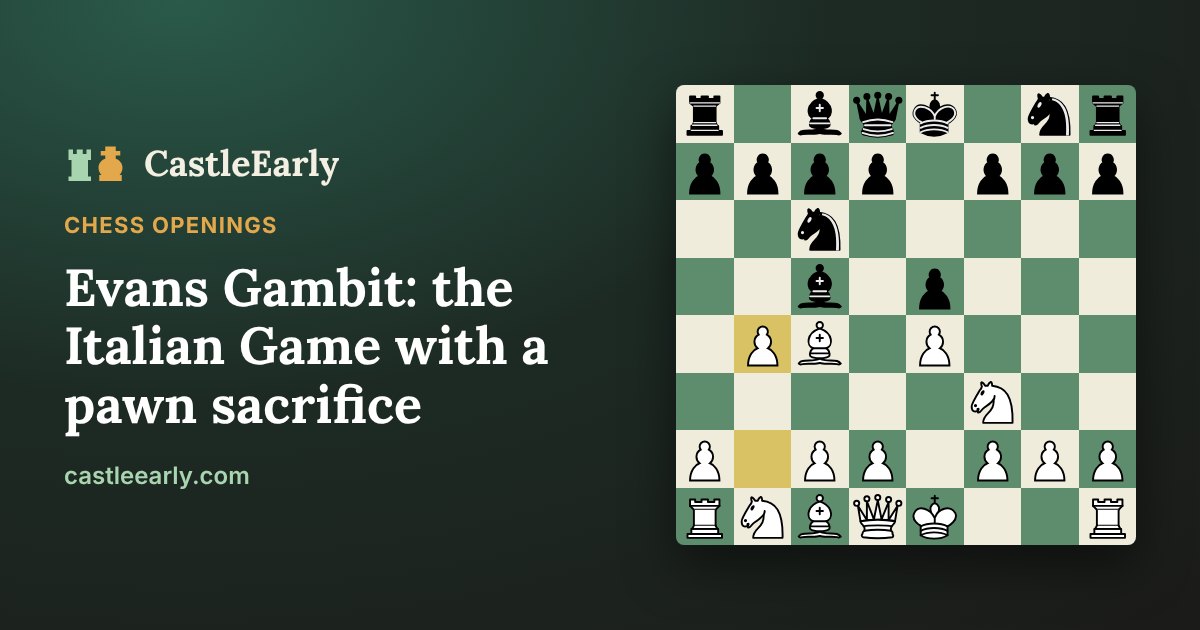 CastleEarly
CHESS OPENINGS
Evans Gambit: the
Italian Game with a
pawn sacrifice
castleearly.com